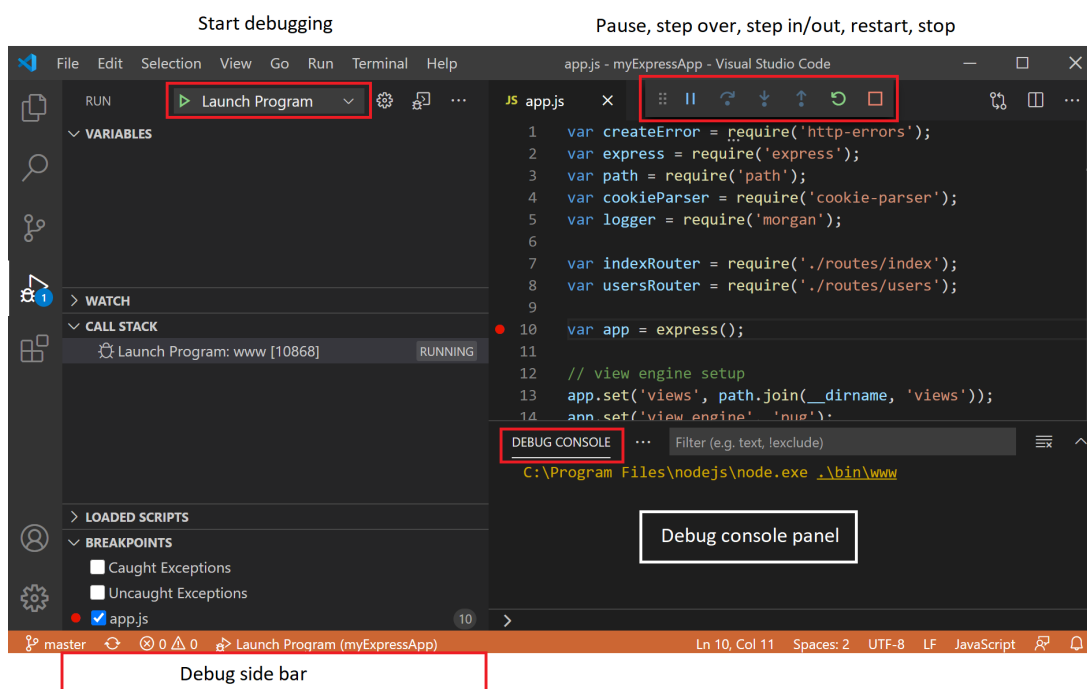 Start debugging
Pause, step over, step in/out, restart, stop
File Edit Selection View Go Run Terminal Help
app.js - myExpressApp - Visual Studio Code
RUN
Launch Program
JS app.js
VARIABLES
1 var createError = require('http-errors');
2 var express = require('express');
3 var path = require('path');
4 var cookieParser = require('cookie-parser');
5 var logger = require('morgan');
6
7 var indexRouter = require('./routes/index');
8 var usersRouter = require('./routes/users');
9
10 var app = express();
11
12 // view engine setup
13 app.set('views', path.join(__dirname, 'views'));
14 app.set('view engine', 'pug');
1
WATCH
CALL STACK
Launch Program: www [10868] RUNNING
DEBUG CONSOLE
Filter (e.g. text, !exclude)
C:\Program Files\nodejs\node.exe .\bin\www
Debug console panel
LOADED SCRIPTS
BREAKPOINTS
Caught Exceptions
Uncaught Exceptions
app.js 10
master 0 0 Launch Program (myExpressApp)
Ln 10, Col 11 Spaces: 2 UTF-8 LF JavaScript
Debug side bar